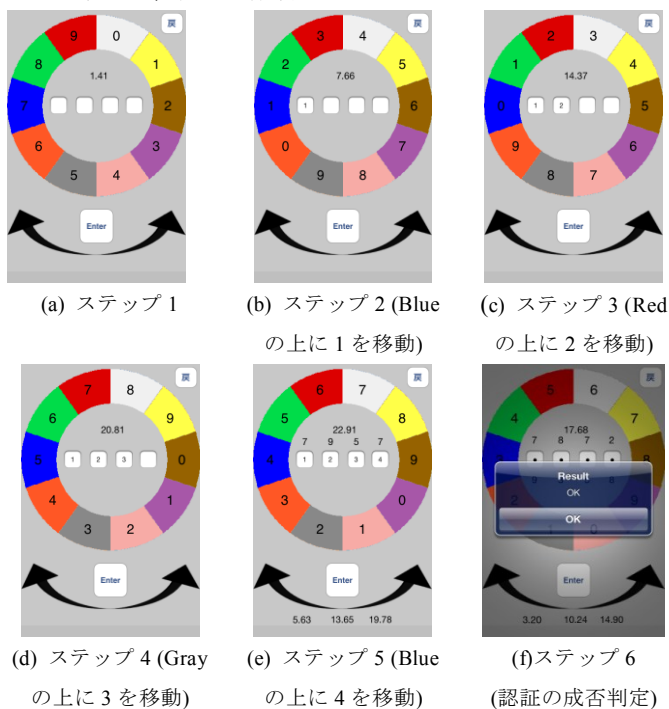 戻
9 0
8 1
1.41
7 2
6 3
5 4
Enter
(a) ステップ 1
戻
3 4
2 5
7.66
1 1 6
0 7
9 8
Enter
(b) ステップ 2 (Blue
の上に 1 を移動)
戻
2 3
1 4
14.37
0 1 2 5
9 6
8 7
Enter
(c) ステップ 3 (Red
の上に 2 を移動)
戻
7 8
6 9
20.81
5 1 2 3 0
4 1
3 2
Enter
(d) ステップ 4 (Gray
の上に 3 を移動)
戻
6 7
5 8
22.91
7 9 5 7
4 1 2 3 4 9
3 0
2 1
Enter
5.63 13.65 19.78
(e) ステップ 5 (Blue
の上に 4 を移動)
戻
5 6
4 7
17.68
7 8 7 2
Result
OK
OK
1 0
Enter
3.20 10.24 14.90
(f)ステップ 6
(認証の成否判定)